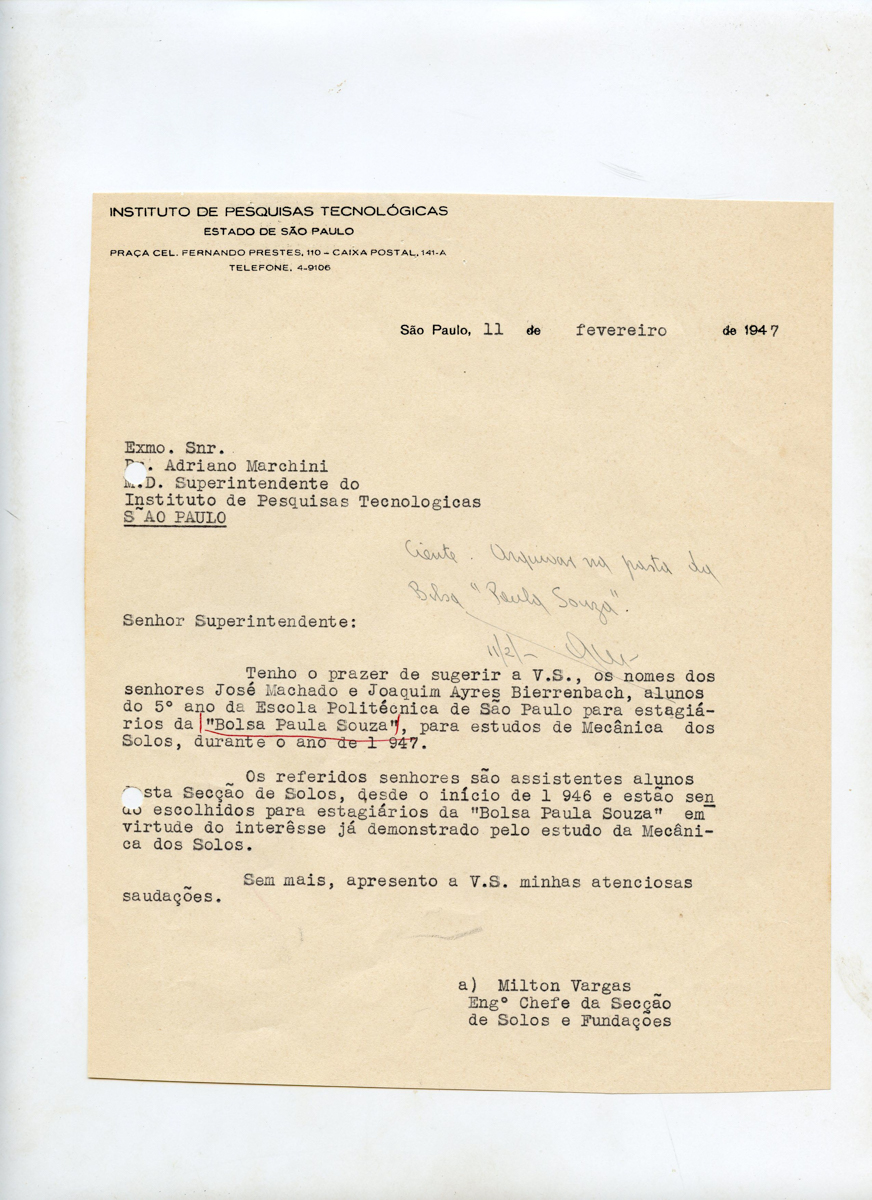 INSTITUTO DE PESQUISAS TECNOLÓGICAS
ESTADO DE SÃO PAULO
PRAÇA CEL. FERNANDO PRESTES, 110 – CAIXA POSTAL, 141-A
TELEFONE, 4-9106
São Paulo, 11 de fevereiro de 1947
Exmo. Snr.
Adriano Marchini
M.D. Superintendente do
Instituto de Pesquisas Tecnologicas
SÃO PAULO
Ciente. Arquivar na pasta da
Bolsa "Paula Souza".
11/2/-
Senhor Superintendente:
Tenho o prazer de sugerir a V.S., os nomes dos
senhores José Machado e Joaquim Ayres Bierrenbach, alunos
do 5° ano da Escola Politécnica de São Paulo para estagiá-
rios da "Bolsa Paula Souza", para estudos de Mecânica dos
Solos, durante o ano de 1 947.
Os referidos senhores são assistentes alunos
sta Secção de Solos, desde o início de 1 946 e estão sen
do escolhidos para estagiários da "Bolsa Paula Souza" em
virtude do interêsse já demonstrado pelo estudo da Mecâni-
ca dos Solos.
Sem mais, apresento a V.S. minhas atenciosas
saudações.
a) Milton Vargas
Eng° Chefe da Secção
de Solos e Fundações